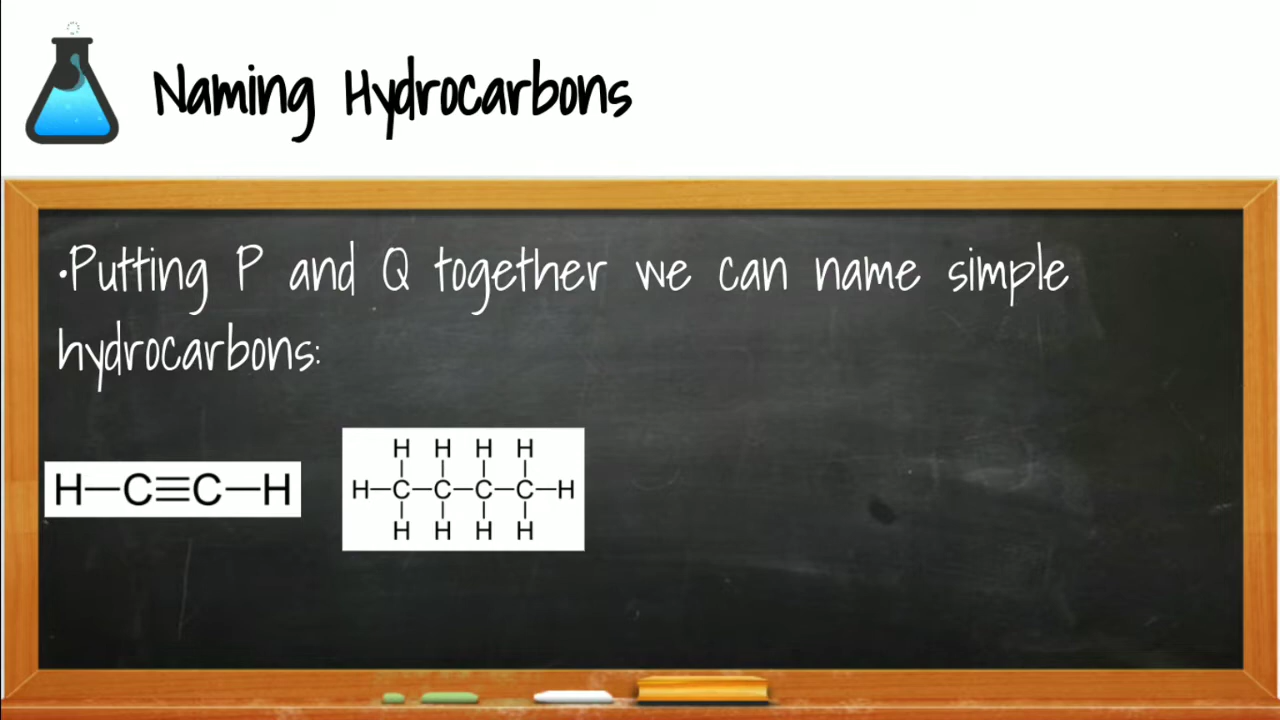 Naming Hydrocarbons
•Putting P and Q together we can name simple
hydrocarbons:
H—C≡C—H
H H H H
H—C—C—C—C—H
H H H H